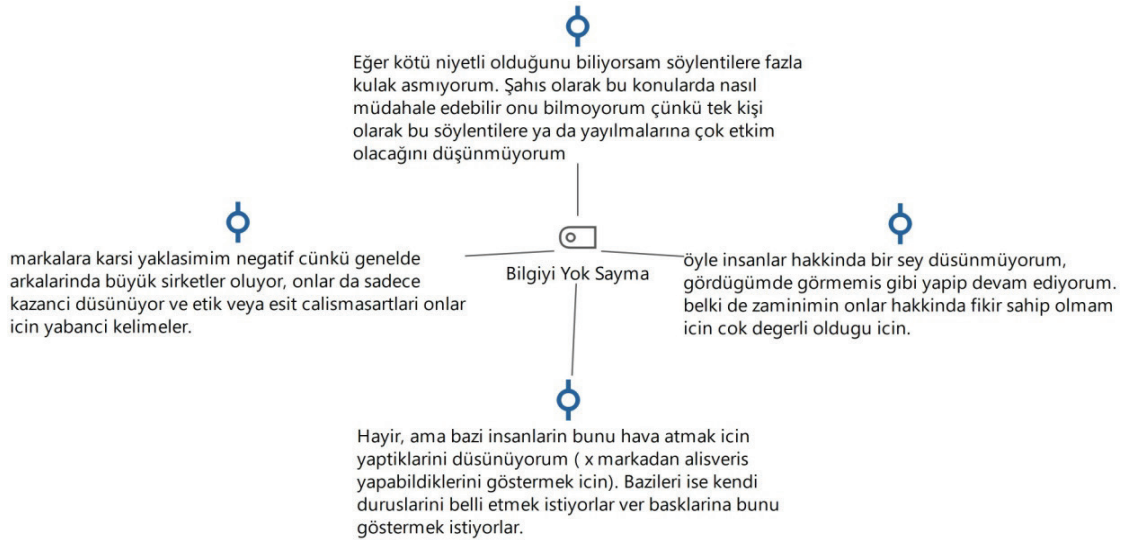 Eğer kötü niyetli olduğunu biliyorsam söylentilere fazla
kulak asmıyorum. Şahıs olarak bu konularda nasıl
müdahale edebilir onu bilmoyorum çünkü tek kişi
olarak bu söylentilere ya da yayılmalarına çok etkim
olacağını düşünmüyorum
markalara karsi yaklasimim negatif cünkü genelde
arkalarinda büyük sirketler oluyor, onlar da sadece
kazanci düsünüyor ve etik veya esit calismasartlari onlar
icin yabanci kelimeler.
Bilgiyi Yok Sayma
öyle insanlar hakkinda bir sey düsünmüyorum,
gördügümde görmemis gibi yapip devam ediyorum.
belki de zaminimin onlar hakkinda fikir sahip olmam
icin cok degerli oldugu icin.
Hayir, ama bazi insanlarin bunu hava atmak icin
yaptiklarini düsünüyorum ( x markadan alisveris
yapabildiklerini göstermek icin). Bazileri ise kendi
duruslarini belli etmek istiyorlar ver basklarina bunu
göstermek istiyorlar.